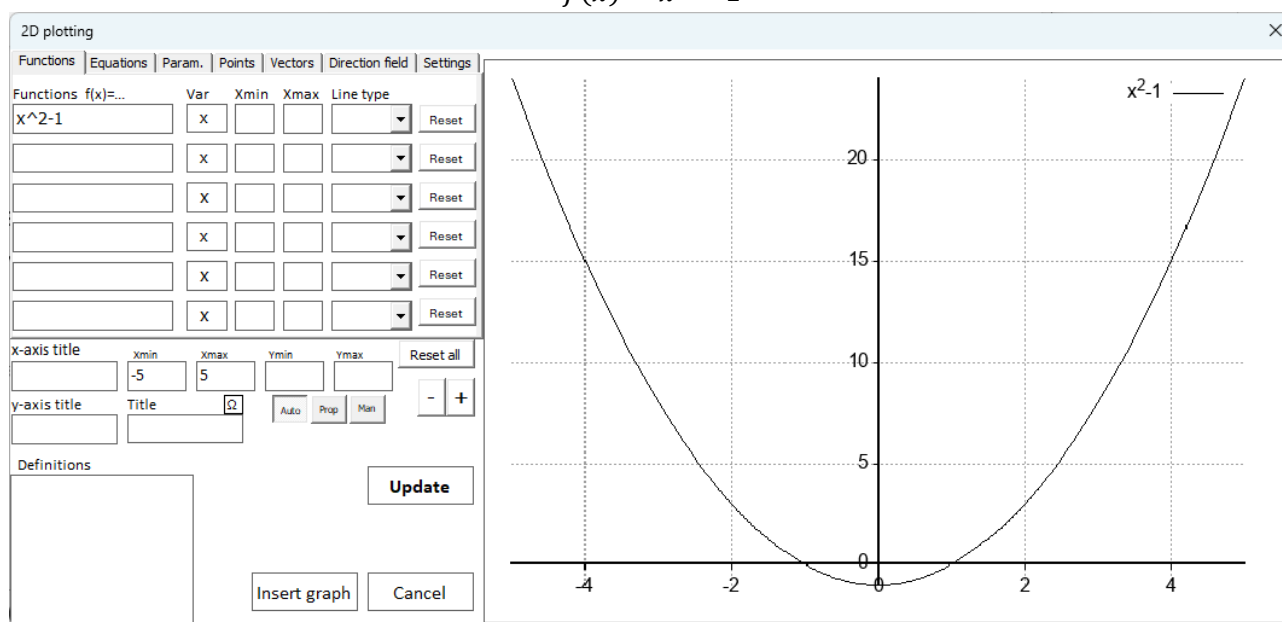 2D plotting
Functions Equations Param. Points Vectors Direction field Settings
Functions f(x)=... Var Xmin Xmax Line type
x^2-1 x Reset
x Reset
x Reset
x Reset
x Reset
x Reset
x-axis title Xmin Xmax Ymin Ymax Reset all
-5 5
y-axis title Title Ω Auto Prop Man - +
Definitions
Update
Insert graph Cancel
x²-1
20
15
10
5
0
-4 -2 0 2 4